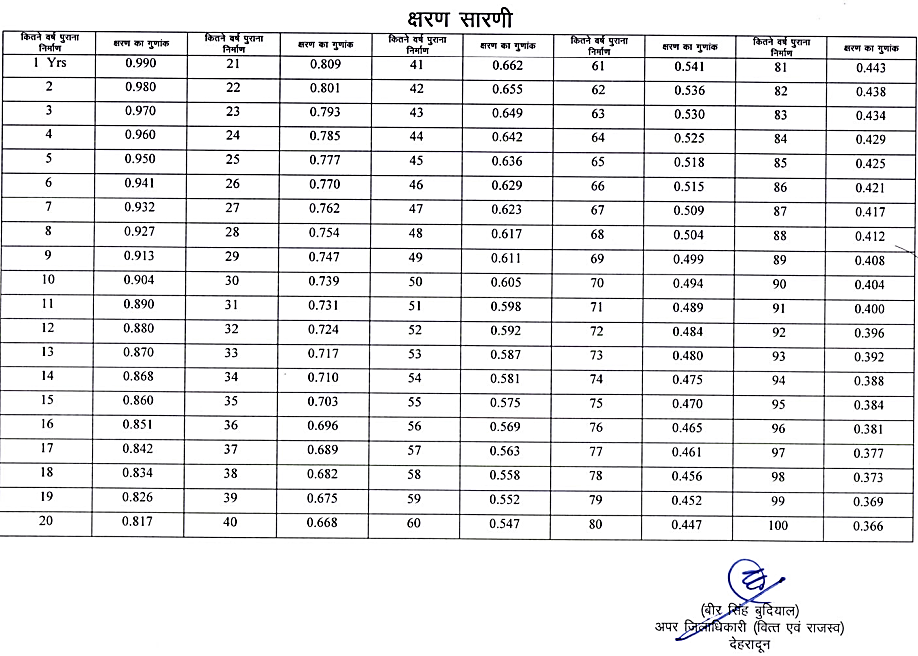 क्षरण सारणी
कितने वर्ष पुराना निर्माण क्षरण का गुणांक कितने वर्ष पुराना निर्माण क्षरण का गुणांक कितने वर्ष पुराना निर्माण क्षरण का गुणांक कितने वर्ष पुराना निर्माण क्षरण का गुणांक कितने वर्ष पुराना निर्माण क्षरण का गुणांक
1 Yrs 0.990 21 0.809 41 0.662 61 0.541 81 0.443
2 0.980 22 0.801 42 0.655 62 0.536 82 0.438
3 0.970 23 0.793 43 0.649 63 0.530 83 0.434
4 0.960 24 0.785 44 0.642 64 0.525 84 0.429
5 0.950 25 0.777 45 0.636 65 0.518 85 0.425
6 0.941 26 0.770 46 0.629 66 0.515 86 0.421
7 0.932 27 0.762 47 0.623 67 0.509 87 0.417
8 0.927 28 0.754 48 0.617 68 0.504 88 0.412
9 0.913 29 0.747 49 0.611 69 0.499 89 0.408
10 0.904 30 0.739 50 0.605 70 0.494 90 0.404
11 0.890 31 0.731 51 0.598 71 0.489 91 0.400
12 0.880 32 0.724 52 0.592 72 0.484 92 0.396
13 0.870 33 0.717 53 0.587 73 0.480 93 0.392
14 0.868 34 0.710 54 0.581 74 0.475 94 0.388
15 0.860 35 0.703 55 0.575 75 0.470 95 0.384
16 0.851 36 0.696 56 0.569 76 0.465 96 0.381
17 0.842 37 0.689 57 0.563 77 0.461 97 0.377
18 0.834 38 0.682 58 0.558 78 0.456 98 0.373
19 0.826 39 0.675 59 0.552 79 0.452 99 0.369
20 0.817 40 0.668 60 0.547 80 0.447 100 0.366
(बीर सिंह बुदियाल)
अपर जिलाधिकारी (वित्त एवं राजस्व)
देहरादून